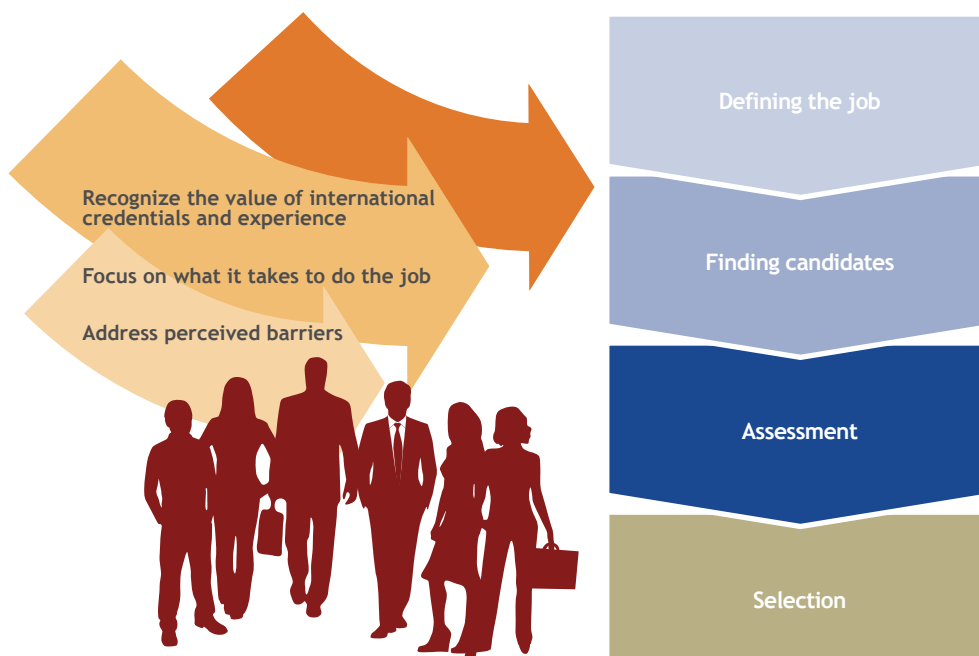 Recognize the value of international
credentials and experience
Focus on what it takes to do the job
Address perceived barriers
Defining the job
Finding candidates
Assessment
Selection